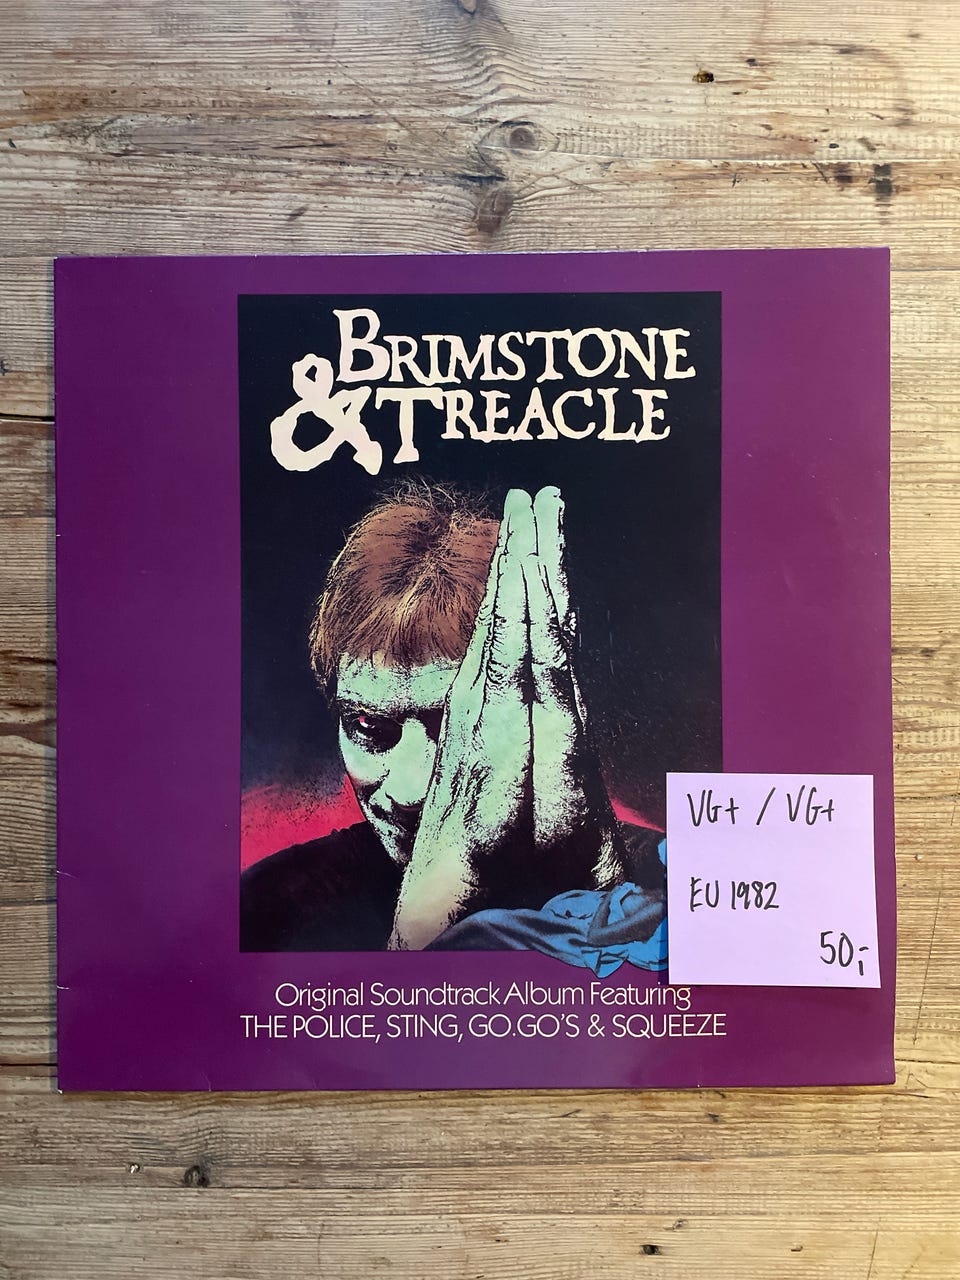 BRIMSTONE
& TREACLE
VG+ / VG+
EU 1982
50,-
Original Soundtrack Album Featuring
THE POLICE, STING, GO.GO'S & SQUEEZE